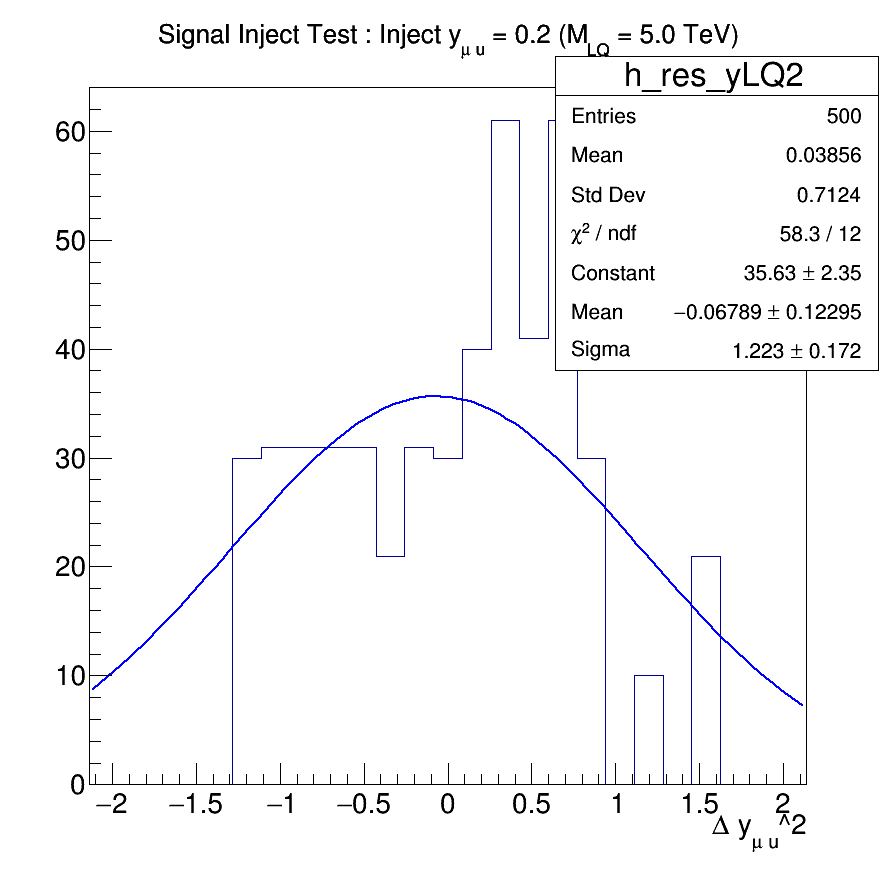 Signal Inject Test : Inject y_μ u = 0.2 (M_LQ = 5.0 TeV)
h_res_yLQ2
Entries 500
Mean 0.03856
Std Dev 0.7124
χ² / ndf 58.3 / 12
Constant 35.63 ± 2.35
Mean −0.06789 ± 0.12295
Sigma 1.223 ± 0.172
60
50
40
30
20
10
0
−2 −1.5 −1 −0.5 0 0.5 1 1.5 2
Δ y_μ u^2